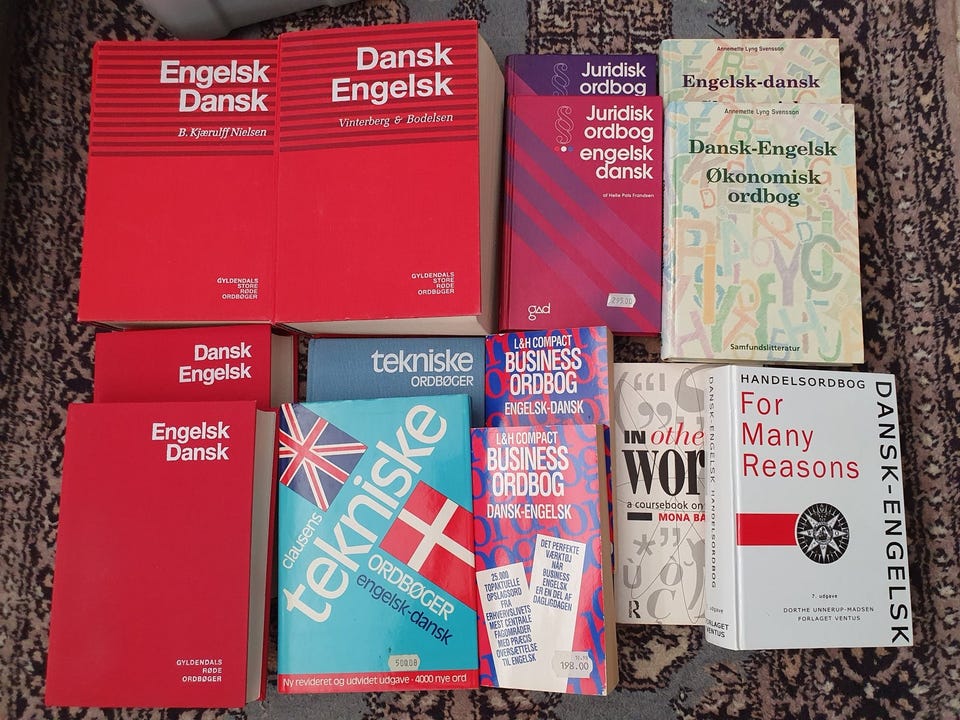 Engelsk
Dansk
B. Kjærulff Nielsen
GYLDENDALS
STORE
RØDE
ORDBØGER
Dansk
Engelsk
Vinterberg & Bodelsen
GYLDENDALS
STORE
RØDE
ORDBØGER
Juridisk
ordbog
Juridisk
ordbog
engelsk
dansk
af Helle Pals Frandsen
295.00
gad
Annemette Lyng Svensson
Engelsk-dansk
Annemette Lyng Svensson
Dansk-Engelsk
Økonomisk
ordbog
Samfundslitteratur
Dansk
Engelsk
Engelsk
Dansk
GYLDENDALS
RØDE
ORDBØGER
tekniske
ORDBØGER
clausens
tekniske
ORDBØGER
engelsk-dansk
500.00
Ny revideret og udvidet udgave · 4000 nye ord
L&H COMPACT
BUSINESS
ORDBOG
ENGELSK-DANSK
L&H COMPACT
BUSINESS
ORDBOG
DANSK-ENGELSK
25.000
TOPAKTUELLE
OPSLAGSORD
FRA
ERHVERVSLIVETS
MEST CENTRALE
FAGOMRÅDER
MED PRÆCIS
OVERSÆTTELSE
TIL ENGELSK
DET PERFEKTE
VÆRKTØJ
NÅR
BUSINESS
ENGELSK
ER EN DEL AF
DAGLIGDAGEN
198.00
IN othe
wor
a coursebook on
MONA BA
R
DANSK-ENGELSK HANDELSORDBOG
udgave
FORLAGET
VENTUS
HANDELSORDBOG
For
Many
Reasons
DANSK-ENGELSK
7. udgave
DORTHE UNNERUP-MADSEN
FORLAGET VENTUS